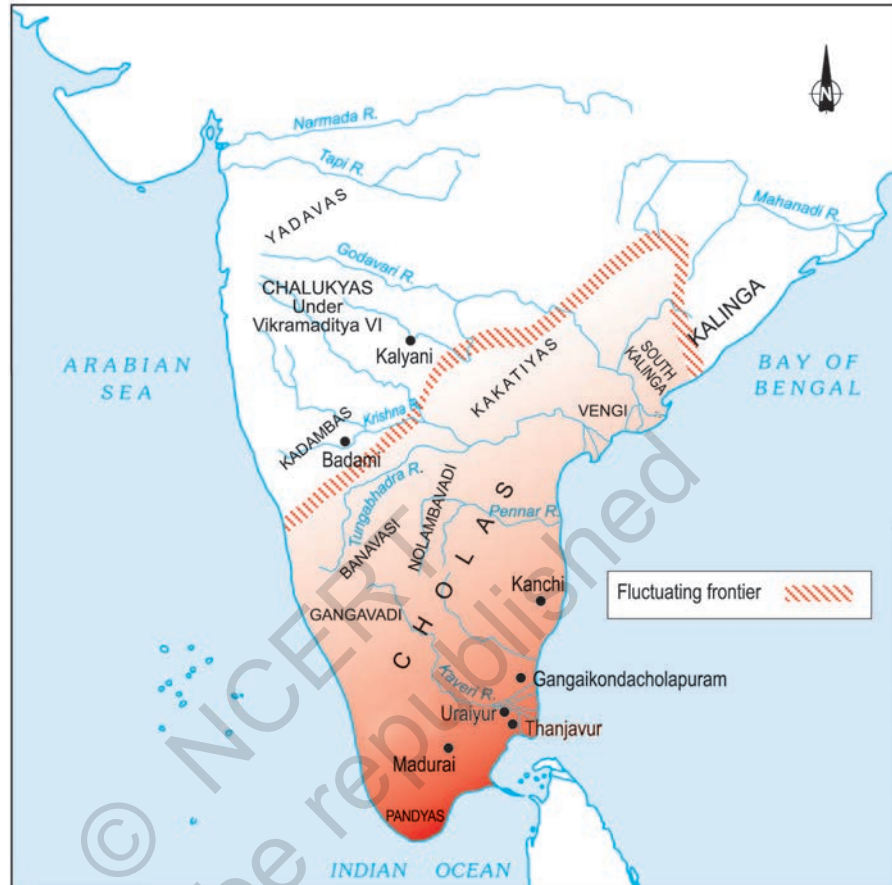 N
Narmada R.
Tapi R.
Mahanadi R.
YADAVAS
Godavari R.
CHALUKYAS
Under
Vikramaditya VI
KALINGA
Kalyani
SOUTH
KALINGA
ARABIAN
SEA
BAY OF
BENGAL
KAKATIYAS
VENGI
KADAMBAS
Krishna R.
Badami
Tungabhadra R.
NOLAMBAVADI
Pennar R.
BANAVASI
CHOLAS
Kanchi
Fluctuating frontier
GANGAVADI
Kaveri R.
Gangaikondacholapuram
Uraiyur
Thanjavur
Madurai
PANDYAS
INDIAN OCEAN
© NCERT
be republished